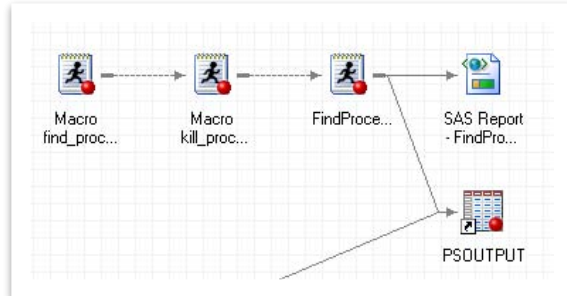 Macro
find_proc...
Macro
kill_proc...
FindProce...
SAS Report
- FindPro...
PSOUTPUT